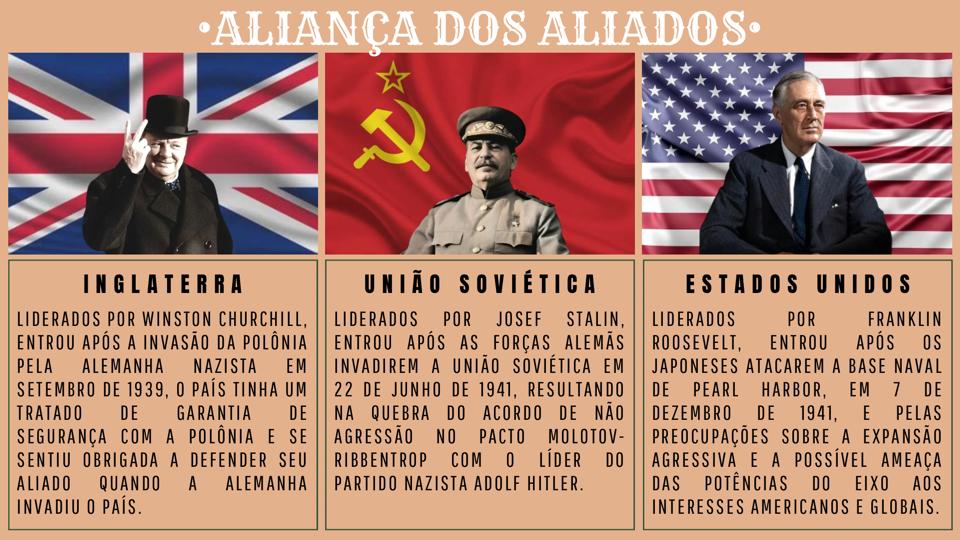 •ALIANÇA DOS ALIADOS•
INGLATERRA
LIDERADOS POR WINSTON CHURCHILL,
ENTROU APÓS A INVASÃO DA POLÔNIA
PELA ALEMANHA NAZISTA EM
SETEMBRO DE 1939, O PAÍS TINHA UM
TRATADO DE GARANTIA DE
SEGURANÇA COM A POLÔNIA E SE
SENTIU OBRIGADA A DEFENDER SEU
ALIADO QUANDO A ALEMANHA
INVADIU O PAÍS.
UNIÃO SOVIÉTICA
LIDERADOS POR JOSEF STALIN,
ENTROU APÓS AS FORÇAS ALEMÃS
INVADIREM A UNIÃO SOVIÉTICA EM
22 DE JUNHO DE 1941, RESULTANDO
NA QUEBRA DO ACORDO DE NÃO
AGRESSÃO NO PACTO MOLOTOV-
RIBBENTROP COM O LÍDER DO
PARTIDO NAZISTA ADOLF HITLER.
ESTADOS UNIDOS
LIDERADOS POR FRANKLIN
ROOSEVELT, ENTROU APÓS OS
JAPONESES ATACAREM A BASE NAVAL
DE PEARL HARBOR, EM 7 DE
DEZEMBRO DE 1941, E PELAS
PREOCUPAÇÕES SOBRE A EXPANSÃO
AGRESSIVA E A POSSÍVEL AMEAÇA
DAS POTÊNCIAS DO EIXO AOS
INTERESSES AMERICANOS E GLOBAIS.